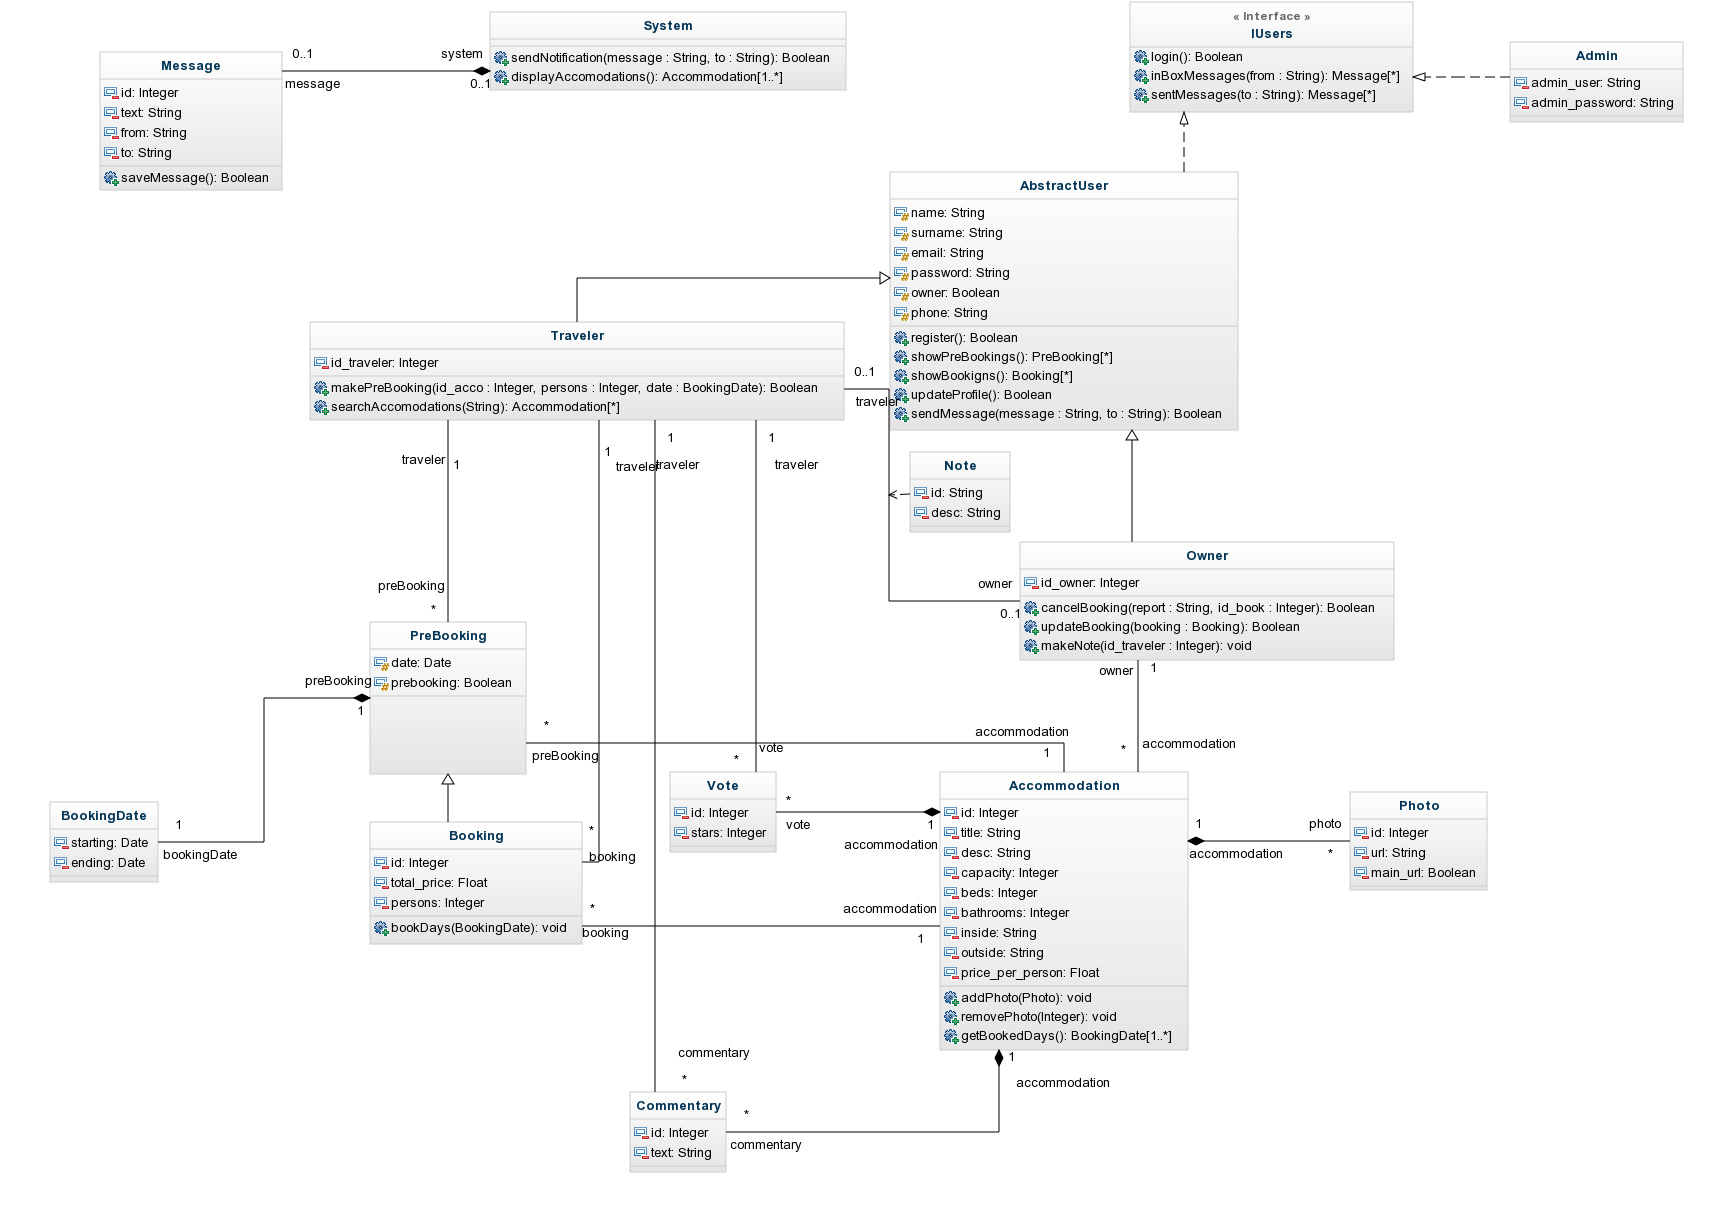 System
sendNotification(message : String, to : String): Boolean
displayAccomodations(): Accommodation[1..*]
Message
id: Integer
text: String
from: String
to: String
saveMessage(): Boolean
0..1
message
system
0..1
« Interface »
IUsers
login(): Boolean
inBoxMessages(from : String): Message[*]
sentMessages(to : String): Message[*]
Admin
admin_user: String
admin_password: String
AbstractUser
name: String
surname: String
email: String
password: String
owner: Boolean
phone: String
register(): Boolean
showPreBookings(): PreBooking[*]
showBookigns(): Booking[*]
updateProfile(): Boolean
sendMessage(message : String, to : String): Boolean
Traveler
id_traveler: Integer
makePreBooking(id_acco : Integer, persons : Integer, date : BookingDate): Boolean
searchAccomodations(String): Accommodation[*]
0..1
traveler
traveler
1
1
traveler
1
traveler
1
traveler
Note
id: String
desc: String
owner
0..1
Owner
id_owner: Integer
cancelBooking(report : String, id_book : Integer): Boolean
updateBooking(booking : Booking): Boolean
makeNote(id_traveler : Integer): void
owner
1
preBooking
*
PreBooking
date: Date
prebooking: Boolean
preBooking
1
*
preBooking
accommodation
1
*
accommodation
vote
*
BookingDate
starting: Date
ending: Date
1
bookingDate
Booking
id: Integer
total_price: Float
persons: Integer
bookDays(BookingDate): void
*
booking
*
booking
Vote
id: Integer
stars: Integer
*
vote
1
accommodation
accommodation
1
Accommodation
id: Integer
title: String
desc: String
capacity: Integer
beds: Integer
bathrooms: Integer
inside: String
outside: String
price_per_person: Float
addPhoto(Photo): void
removePhoto(Integer): void
getBookedDays(): BookingDate[1..*]
1
accommodation
photo
*
Photo
id: Integer
url: String
main_url: Boolean
1
accommodation
commentary
*
Commentary
id: Integer
text: String
*
commentary